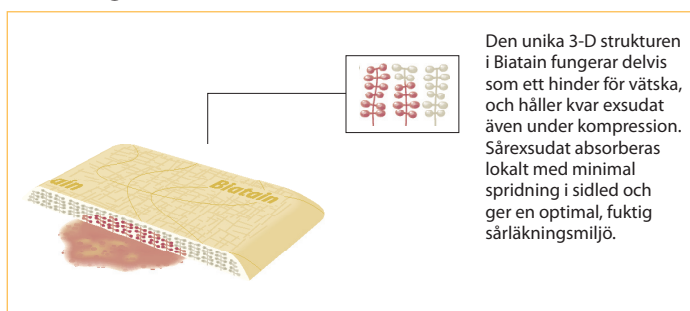 Den unika 3-D strukturen
i Biatain fungerar delvis
som ett hinder för vätska,
och håller kvar exsudat
även under kompression.
Sårexsudat absorberas
lokalt med minimal
spridning i sidled och
ger en optimal, fuktig
sårläkningsmiljö.
Biatain
ain